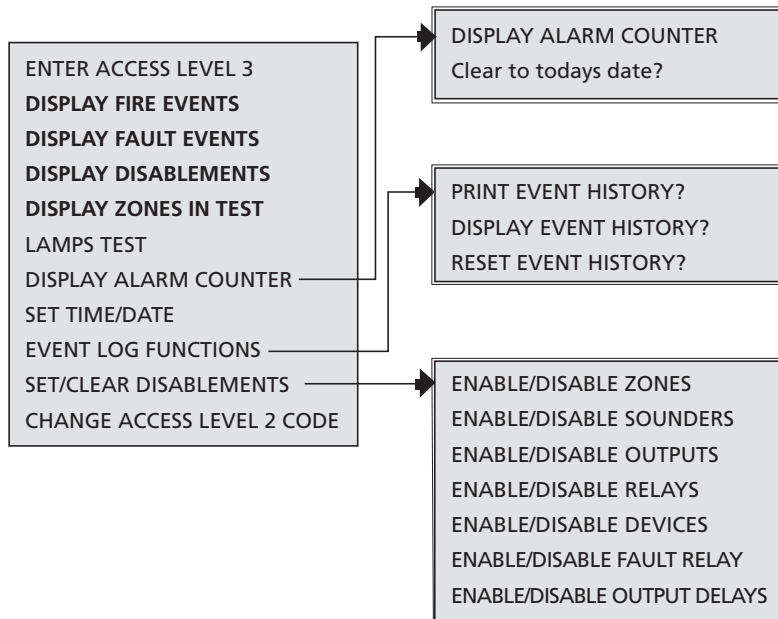 ENTER ACCESS LEVEL 3
DISPLAY FIRE EVENTS
DISPLAY FAULT EVENTS
DISPLAY DISABLEMENTS
DISPLAY ZONES IN TEST
LAMPS TEST
DISPLAY ALARM COUNTER
SET TIME/DATE
EVENT LOG FUNCTIONS
SET/CLEAR DISABLEMENTS
CHANGE ACCESS LEVEL 2 CODE
DISPLAY ALARM COUNTER
Clear to todays date?
PRINT EVENT HISTORY?
DISPLAY EVENT HISTORY?
RESET EVENT HISTORY?
ENABLE/DISABLE ZONES
ENABLE/DISABLE SOUNDERS
ENABLE/DISABLE OUTPUTS
ENABLE/DISABLE RELAYS
ENABLE/DISABLE DEVICES
ENABLE/DISABLE FAULT RELAY
ENABLE/DISABLE OUTPUT DELAYS